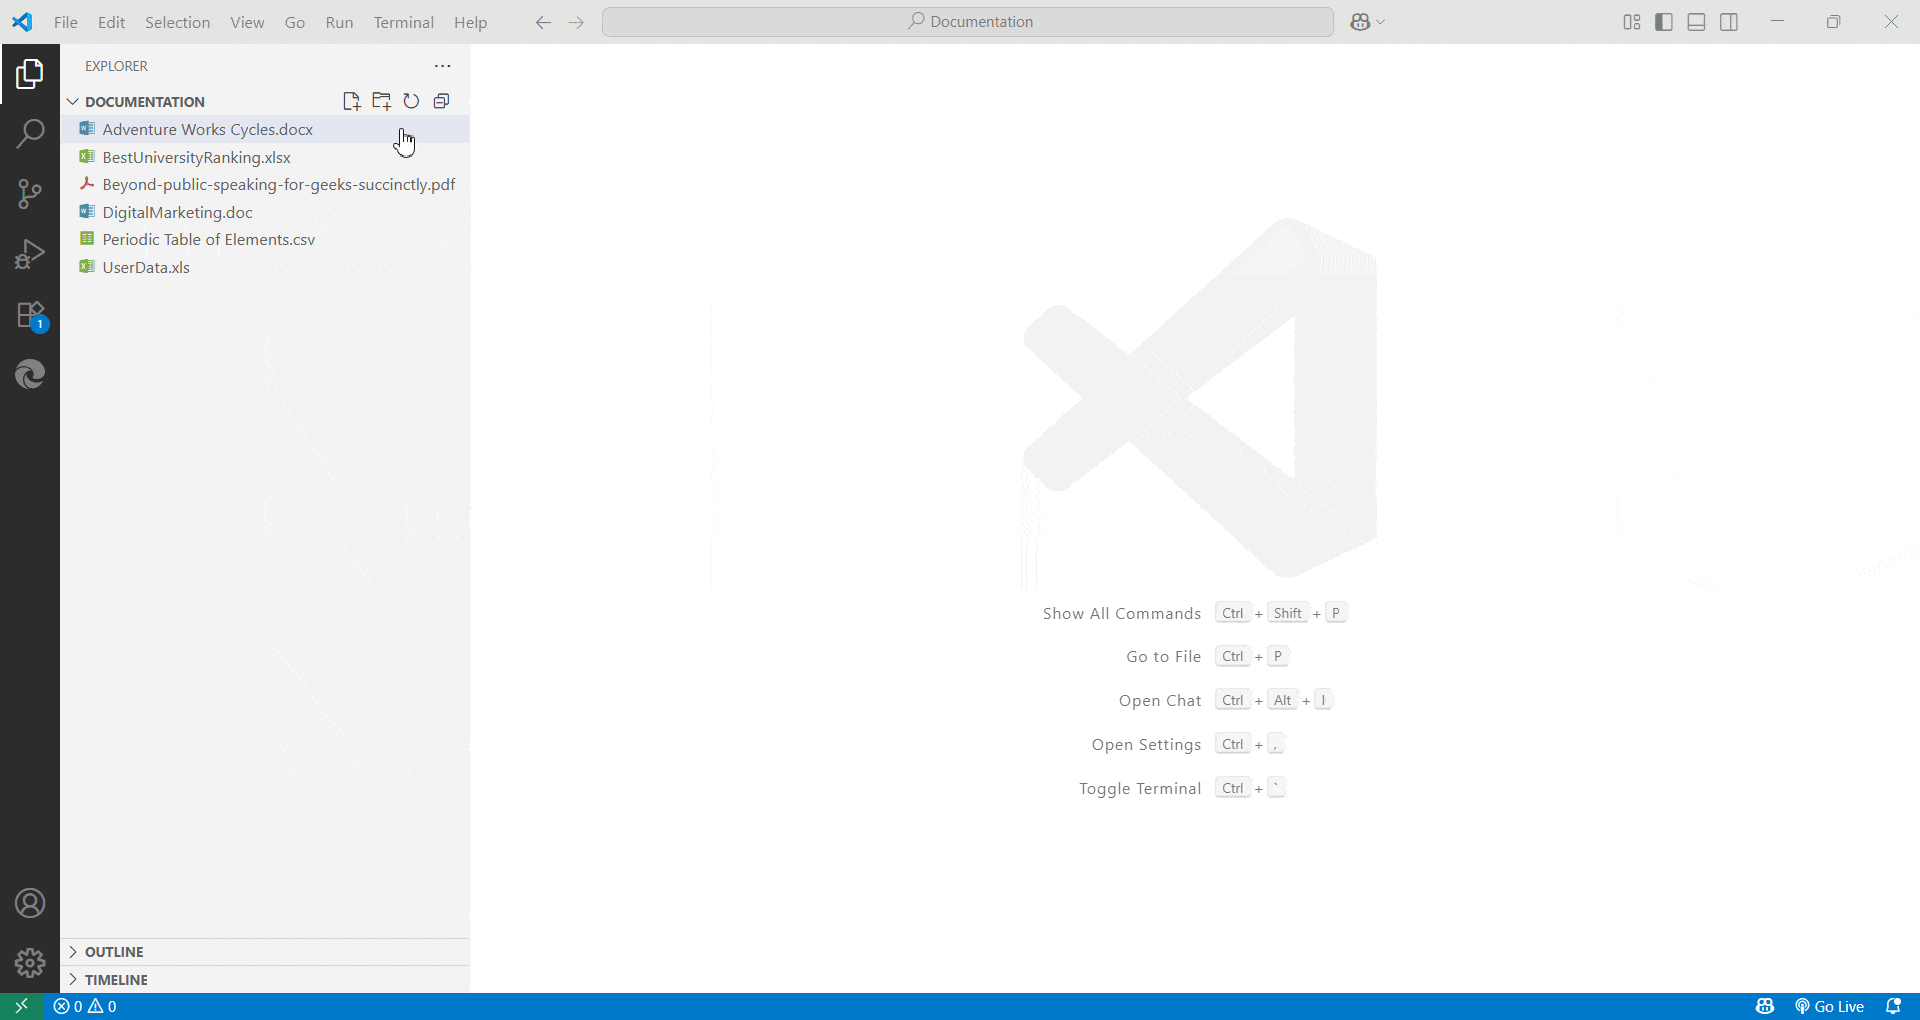 File Edit Selection View Go Run Terminal Help
Documentation
EXPLORER
DOCUMENTATION
Adventure Works Cycles.docx
BestUniversityRanking.xlsx
Beyond-public-speaking-for-geeks-succinctly.pdf
DigitalMarketing.doc
Periodic Table of Elements.csv
UserData.xls
1
Show All Commands Ctrl + Shift + P
Go to File Ctrl + P
Open Chat Ctrl + Alt + I
Open Settings Ctrl + ,
Toggle Terminal Ctrl + `
OUTLINE
TIMELINE
0 0 Go Live